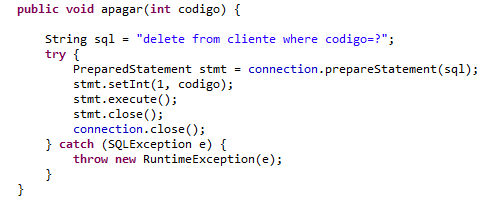 public void apagar(int codigo) {
String sql = "delete from cliente where codigo=?";
try {
PreparedStatement stmt = connection.prepareStatement(sql);
stmt.setInt(1, codigo);
stmt.execute();
stmt.close();
connection.close();
} catch (SQLException e) {
throw new RuntimeException(e);
}
}